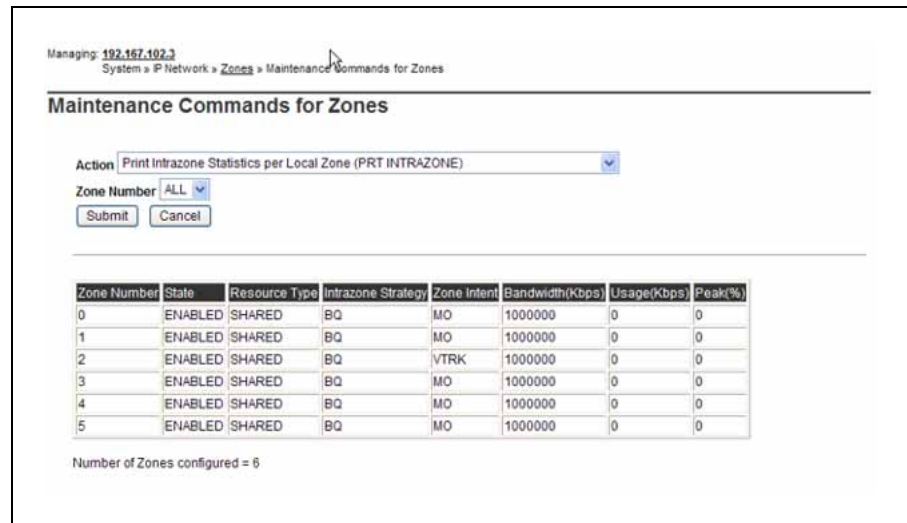 Managing: 192.167.102.3
System » IP Network » Zones » Maintenance Commands for Zones
Maintenance Commands for Zones
Action Print Intrazone Statistics per Local Zone (PRT INTRAZONE)
Zone Number ALL
Submit Cancel
Zone Number State Resource Type Intrazone Strategy Zone Intent Bandwidth(Kbps) Usage(Kbps) Peak(%)
0 ENABLED SHARED BQ MO 1000000 0 0
1 ENABLED SHARED BQ MO 1000000 0 0
2 ENABLED SHARED BQ VTRK 1000000 0 0
3 ENABLED SHARED BQ MO 1000000 0 0
4 ENABLED SHARED BQ MO 1000000 0 0
5 ENABLED SHARED BQ MO 1000000 0 0
Number of Zones configured = 6